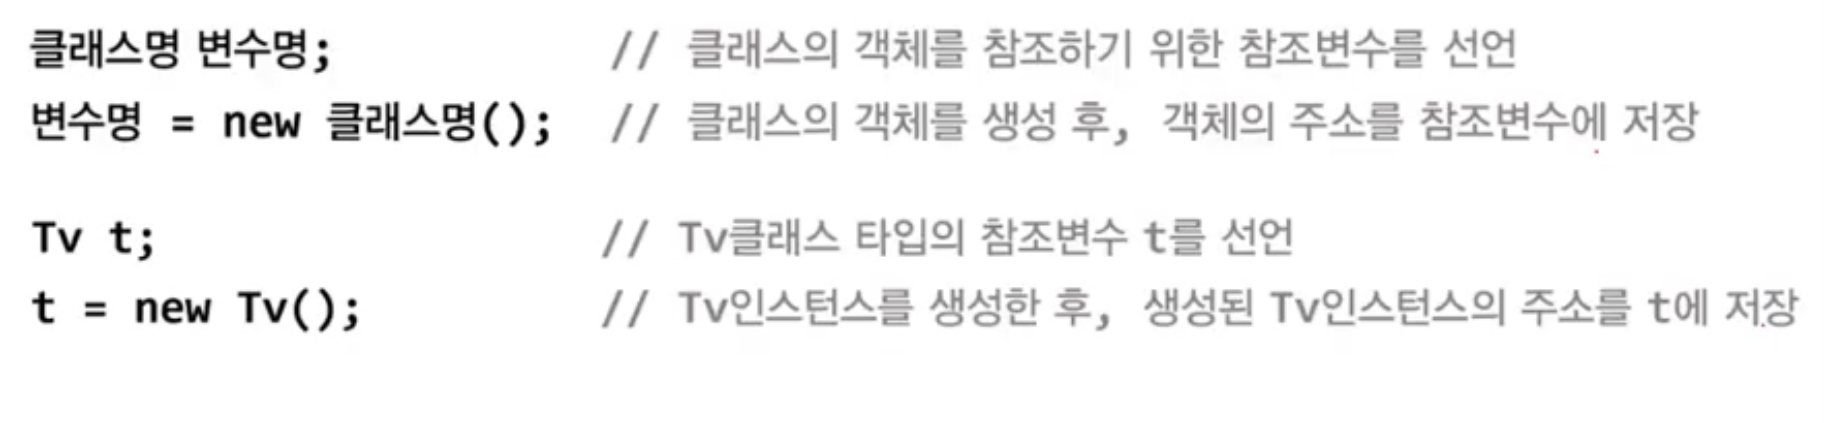 클래스명 변수명; // 클래스의 객체를 참조하기 위한 참조변수를 선언
변수명 = new 클래스명(); // 클래스의 객체를 생성 후, 객체의 주소를 참조변수에 저장
Tv t; // Tv클래스 타입의 참조변수 t를 선언
t = new Tv(); // Tv인스턴스를 생성한 후, 생성된 Tv인스턴스의 주소를 t에 저장